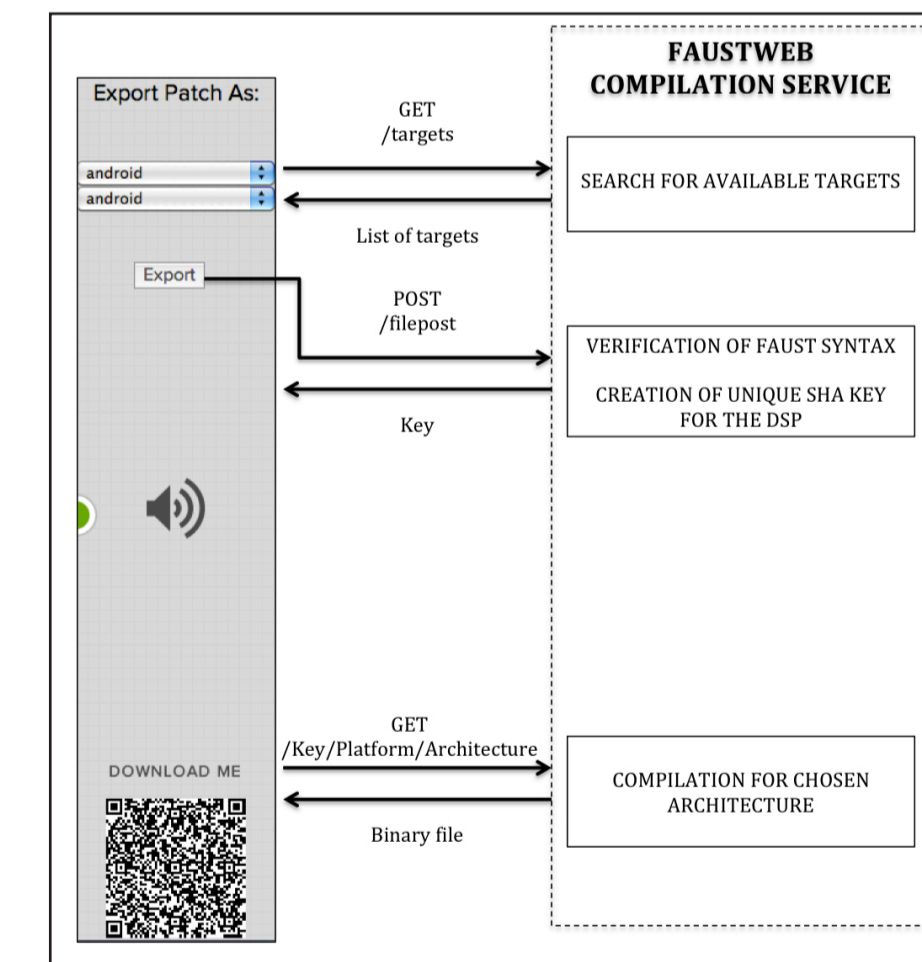 FAUSTWEB
COMPILATION SERVICE
Export Patch As:
GET
/targets
android
android
SEARCH FOR AVAILABLE TARGETS
List of targets
Export
POST
/filepost
VERIFICATION OF FAUST SYNTAX
CREATION OF UNIQUE SHA KEY
FOR THE DSP
Key
GET
/Key/Platform/Architecture
DOWNLOAD ME
COMPILATION FOR CHOSEN
ARCHITECTURE
Binary file